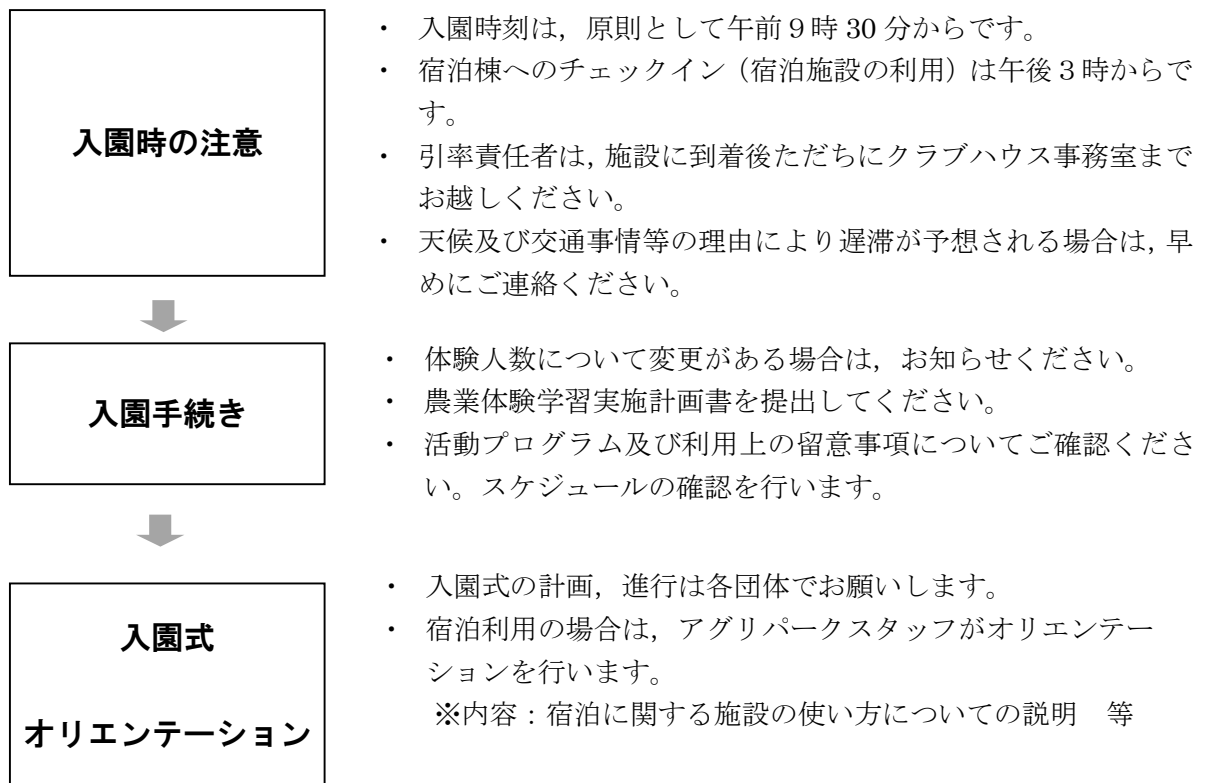 入園時の注意
・ 入園時刻は，原則として午前９時 30 分からです。
・ 宿泊棟へのチェックイン（宿泊施設の利用）は午後３時からで
す。
・ 引率責任者は，施設に到着後ただちにクラブハウス事務室まで
お越しください。
・ 天候及び交通事情等の理由により遅滞が予想される場合は，早
めにご連絡ください。
入園手続き
・ 体験人数について変更がある場合は，お知らせください。
・ 農業体験学習実施計画書を提出してください。
・ 活動プログラム及び利用上の留意事項についてご確認くださ
い。スケジュールの確認を行います。
入園式
オリエンテーション
・ 入園式の計画，進行は各団体でお願いします。
・ 宿泊利用の場合は，アグリパークスタッフがオリエンテー
ションを行います。
※内容：宿泊に関する施設の使い方についての説明　等